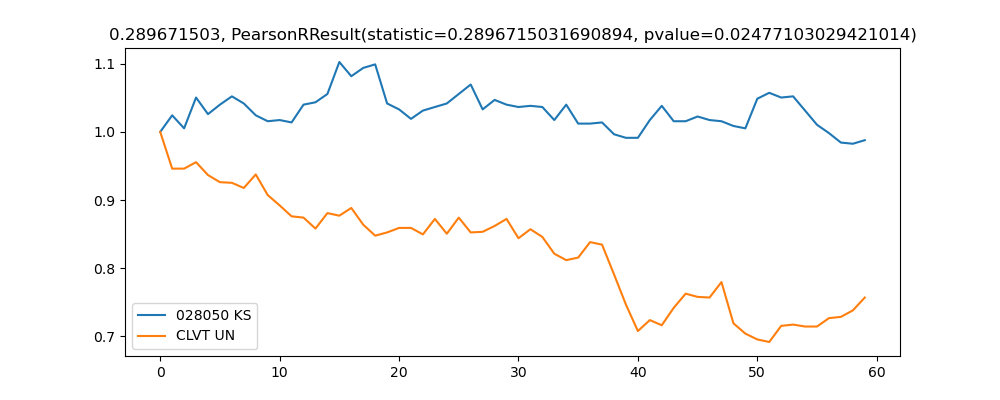 0.289671503, PearsonRResult(statistic=0.2896715031690894, pvalue=0.02477103029421014)
1.1
1.0
0.9
0.8
0.7
028050 KS
CLVT UN
0 10 20 30 40 50 60